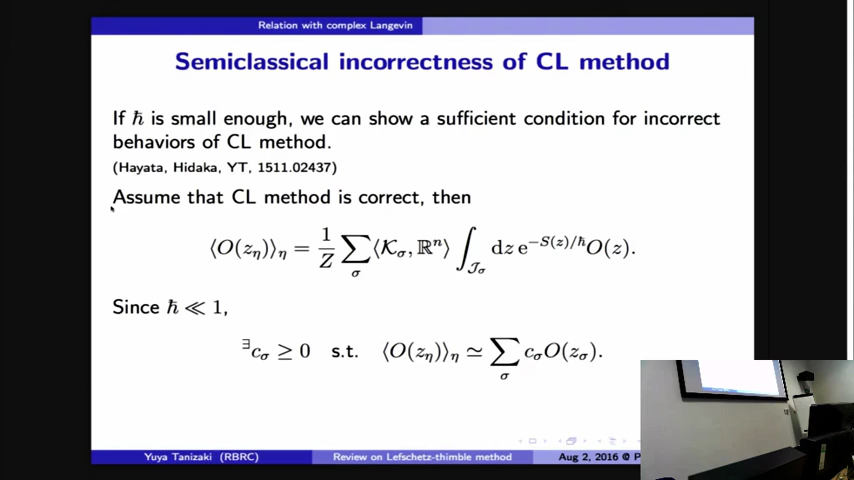 Relation with complex Langevin
Semiclassical incorrectness of CL method
If ℏ is small enough, we can show a sufficient condition for incorrect
behaviors of CL method.
(Hayata, Hidaka, YT, 1511.02437)
Assume that CL method is correct, then
⟨O(z_η)⟩_η = 1/Z ∑_σ ⟨𝒦_σ, ℝⁿ⟩ ∫_{𝒥_σ} dz e^{−S(z)/ℏ} O(z).
Since ℏ ≪ 1,
∃c_σ ≥ 0 s.t. ⟨O(z_η)⟩_η ≃ ∑_σ c_σ O(z_σ).
Yuya Tanizaki (RBRC) Review on Lefschetz-thimble method Aug 2, 2016 @ P